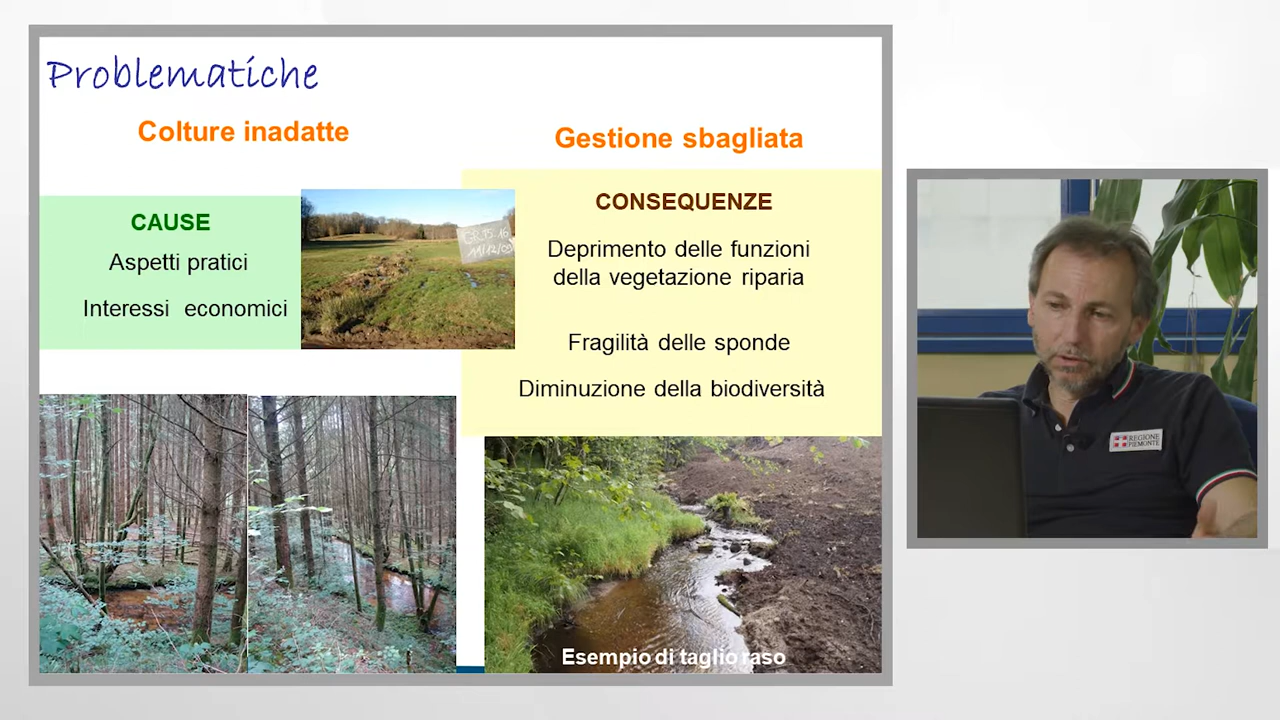 Problematiche
Colture inadatte
Gestione sbagliata
CAUSE
Aspetti pratici
Interessi economici
CONSEQUENZE
Deprimento delle funzioni
della vegetazione riparia
Fragilità delle sponde
Diminuzione della biodiversità
Esempio di taglio raso
REGIONE
PIEMONTE